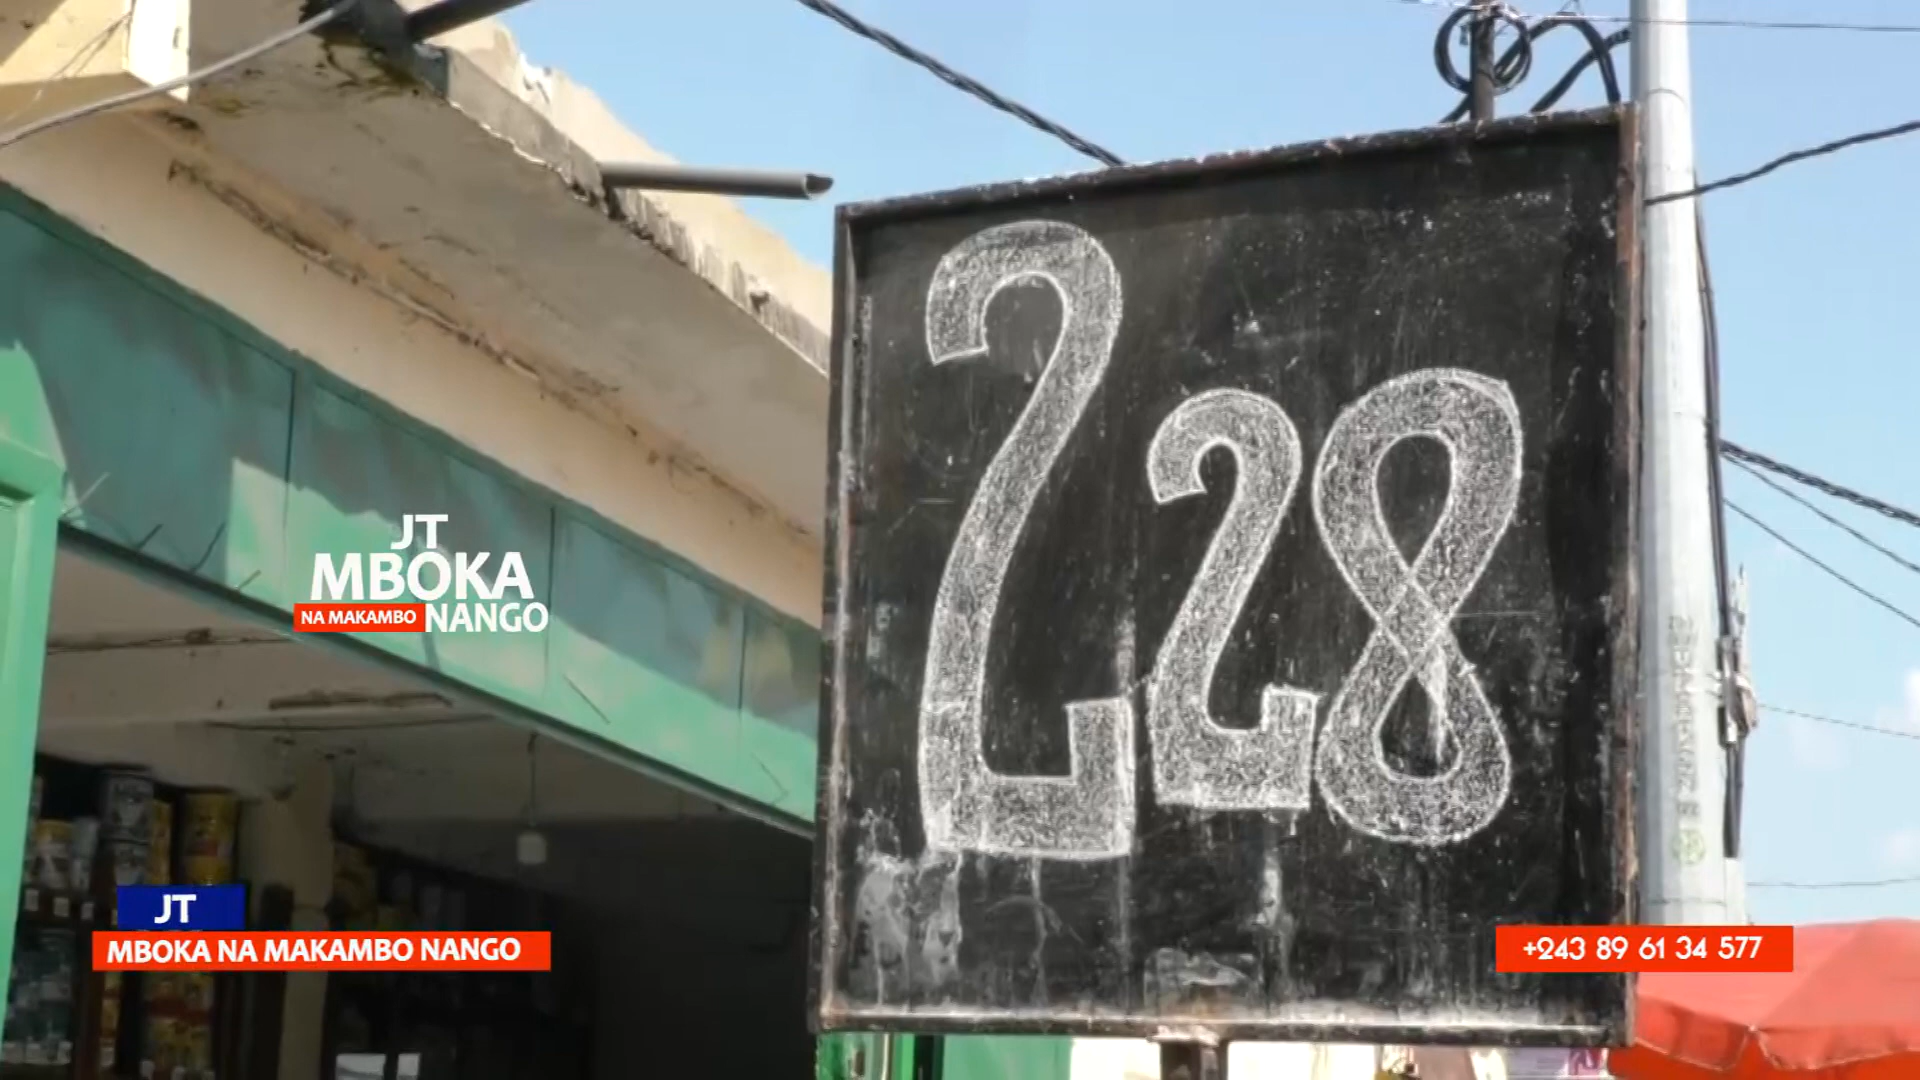 228
JT
MBOKA
NA MAKAMBO NANGO
JT
MBOKA NA MAKAMBO NANGO
+243 89 61 34 577